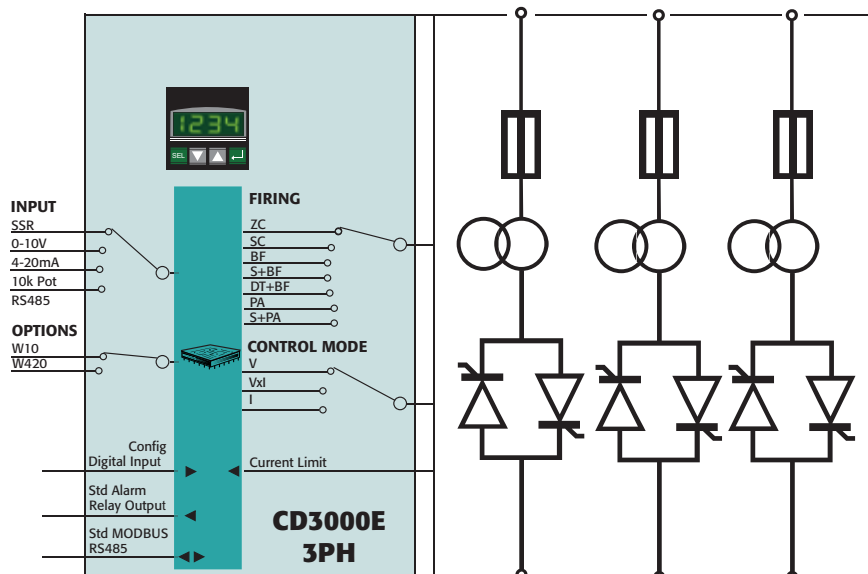 1234
SEL
INPUT
SSR
0-10V
4-20mA
10k Pot
RS485
OPTIONS
W10
W420
FIRING
ZC
SC
BF
S+BF
DT+BF
PA
S+PA
CONTROL MODE
V
VxI
I
Config
Digital Input
Current Limit
Std Alarm
Relay Output
Std MODBUS
RS485
CD3000E
3PH